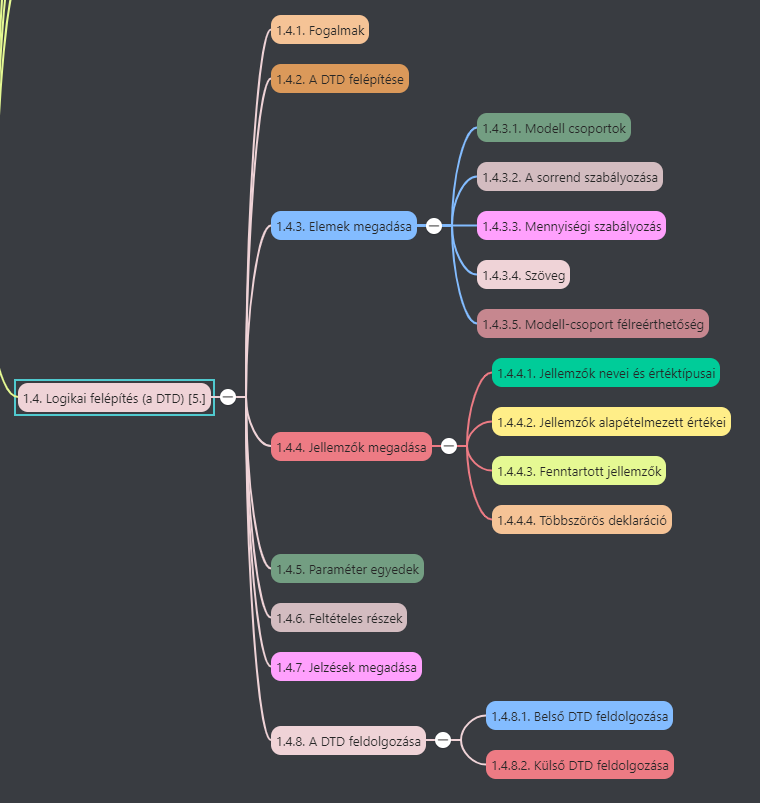 1.4. Logikai felépítés (a DTD) [5.]
1.4.1. Fogalmak
1.4.2. A DTD felépítése
1.4.3. Elemek megadása
1.4.3.1. Modell csoportok
1.4.3.2. A sorrend szabályozása
1.4.3.3. Mennyiségi szabályozás
1.4.3.4. Szöveg
1.4.3.5. Modell-csoport félreérthetőség
1.4.4. Jellemzők megadása
1.4.4.1. Jellemzők nevei és értéktípusai
1.4.4.2. Jellemzők alapételmezett értékei
1.4.4.3. Fenntartott jellemzők
1.4.4.4. Többszörös deklaráció
1.4.5. Paraméter egyedek
1.4.6. Feltételes részek
1.4.7. Jelzések megadása
1.4.8. A DTD feldolgozása
1.4.8.1. Belső DTD feldolgozása
1.4.8.2. Külső DTD feldolgozása